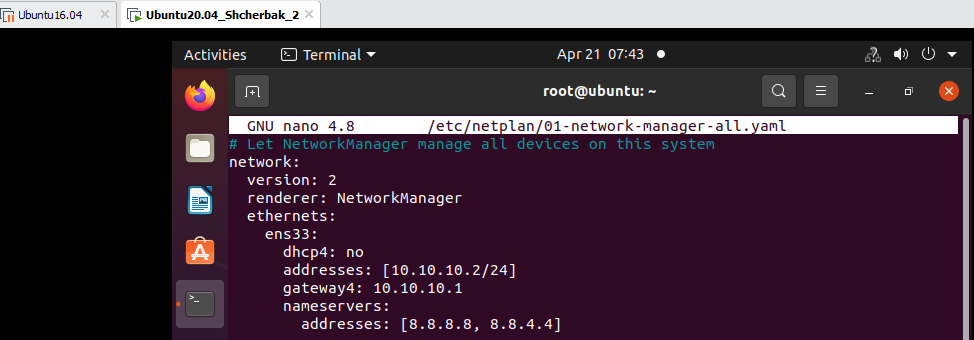 Ubuntu16.04 Ubuntu20.04_Shcherbak_2
Activities Terminal Apr 21 07:43
root@ubuntu: ~
GNU nano 4.8 /etc/netplan/01-network-manager-all.yaml
# Let NetworkManager manage all devices on this system
network:
  version: 2
  renderer: NetworkManager
  ethernets:
    ens33:
      dhcp4: no
      addresses: [10.10.10.2/24]
      gateway4: 10.10.10.1
      nameservers:
        addresses: [8.8.8.8, 8.8.4.4]